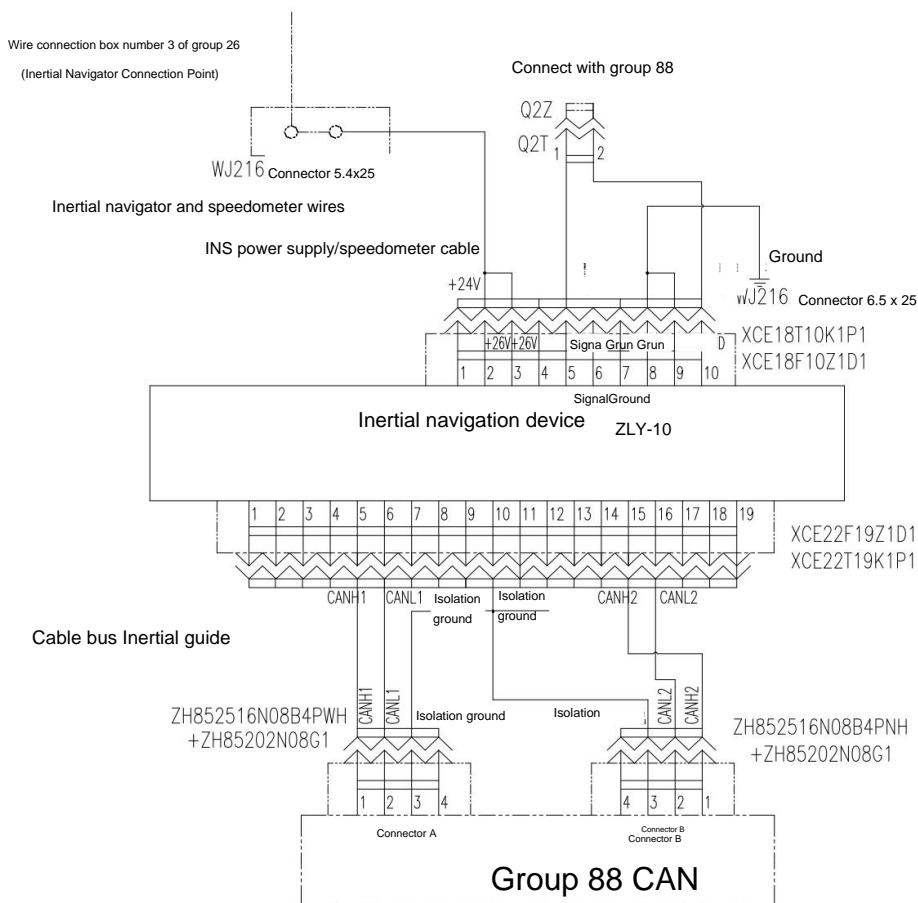 Wire connection box number 3 of group 26
(Inertial Navigator Connection Point)
Connect with group 88
Q2Z
Q2T
1 2
WJ216 Connector 5.4x25
Inertial navigator and speedometer wires
INS power supply/speedometer cable
Ground
+24V
WJ216 Connector 6.5 x 25
XCE18T10K1P1
+26V+26V Signa Grun Grun D
XCE18F10Z1D1
1 2 3 4 5 6 7 8 9 10
SignalGround
Inertial navigation device ZLY-10
1 2 3 4 5 6 7 8 9 10 11 12 13 14 15 16 17 18 19
XCE22F19Z1D1
XCE22T19K1P1
CANH1 CANL1 Isolation ground Isolation ground CANH2 CANL2
Cable bus Inertial guide
CANH1 CANL1 Isolation ground Isolation CANL2 CANH2
ZH852516N08B4PWH
+ZH85202N08G1
ZH852516N08B4PNH
+ZH85202N08G1
1 2 3 4
4 3 2 1
Connector A
Connector B
Connector B
Group 88 CAN